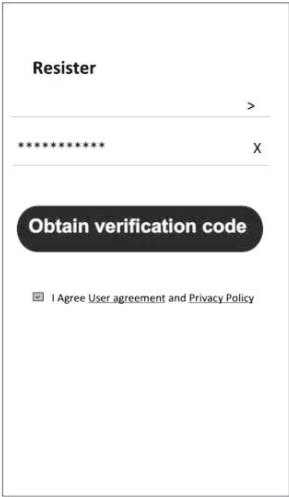 Resister
>
*********** X
Obtain verification code
I Agree User agreement and Privacy Policy